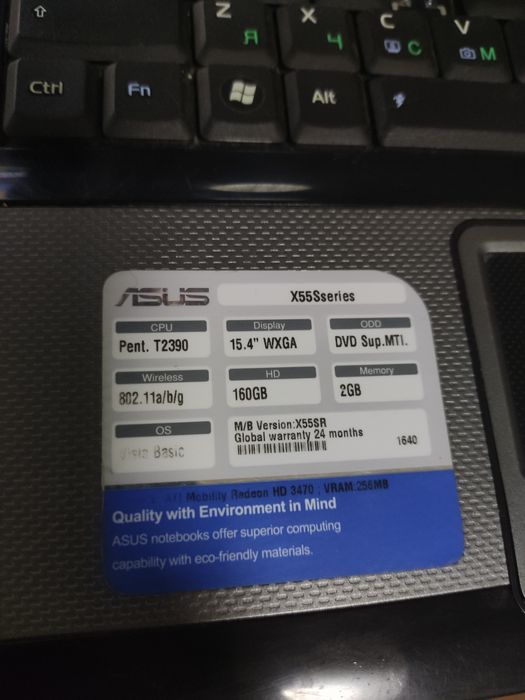 Z Я
X Ч
C С
V М
Ctrl Fn Alt
ASUS X55Sseries
CPU Display ODD
Pent. T2390 15.4" WXGA DVD Sup.MTI.
Wireless HD Memory
802.11a/b/g 160GB 2GB
OS
Vista Basic
M/B Version:X55SR
Global warranty 24 months
1640
ATI Mobility Radeon HD 3470 , VRAM:256MB
Quality with Environment in Mind
ASUS notebooks offer superior computing
capability with eco-friendly materials.